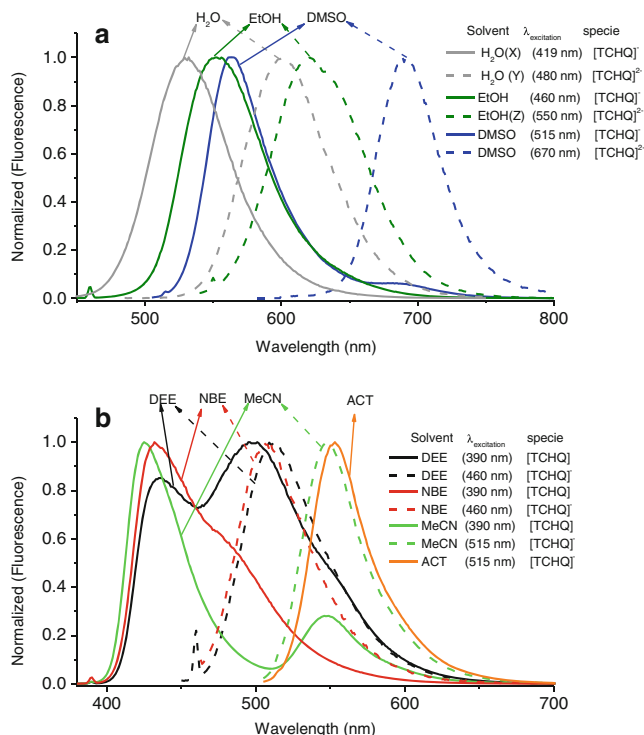 a
H₂O EtOH DMSO
Solvent λexcitation specie
H₂O(X) (419 nm) [TCHQ]⁻
H₂O (Y) (480 nm) [TCHQ]²⁻
EtOH (460 nm) [TCHQ]⁻
EtOH(Z) (550 nm) [TCHQ]²⁻
DMSO (515 nm) [TCHQ]⁻
DMSO (670 nm) [TCHQ]²⁻
Normalized (Fluorescence)
1.0
0.8
0.6
0.4
0.2
0.0
500 600 700 800
Wavelength (nm)
b
DEE NBE MeCN ACT
Solvent λexcitation specie
DEE (390 nm) [TCHQ]
DEE (460 nm) [TCHQ]⁻
NBE (390 nm) [TCHQ]
NBE (460 nm) [TCHQ]⁻
MeCN (390 nm) [TCHQ]
MeCN (515 nm) [TCHQ]⁻
ACT (515 nm) [TCHQ]⁻
Normalized (Fluorescence)
1.0
0.8
0.6
0.4
0.2
0.0
400 500 600 700
Wavelength (nm)